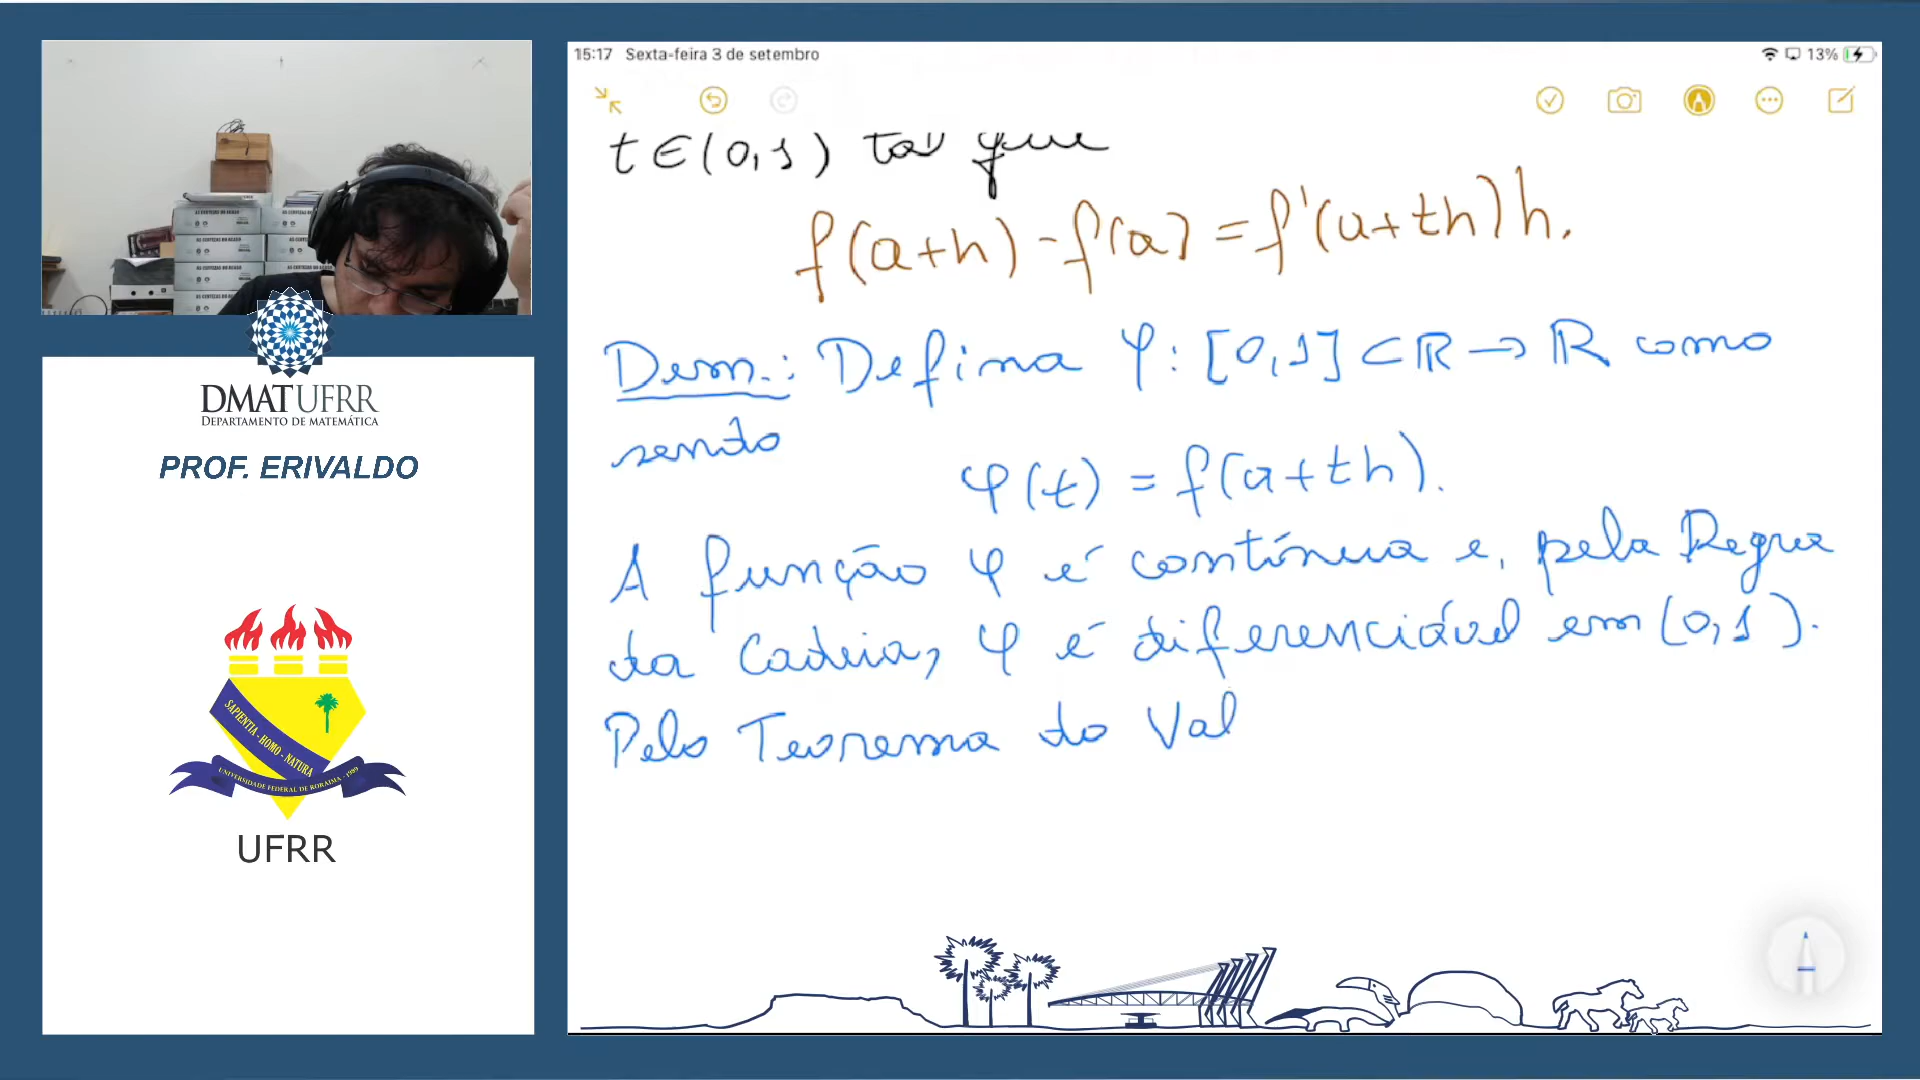 15:17 Sexta-feira 3 de setembro
13%
t∈(0,1) tal que
f(a+h)-f(a)=f'(a+th)h.
Dem.: Defina φ: [0,1]⊂ℝ→ℝ como
sendo
φ(t) = f(a+th).
A função φ é contínua e, pela Regra
da Cadeia, φ é diferenciável em (0,1).
Pelo Teorema do Val
DMATUFRR
DEPARTAMENTO DE MATEMÁTICA
PROF. ERIVALDO
SAPIENTIA - HOMO - NATURA
UNIVERSIDADE FEDERAL DE RORAIMA - 1989
UFRR